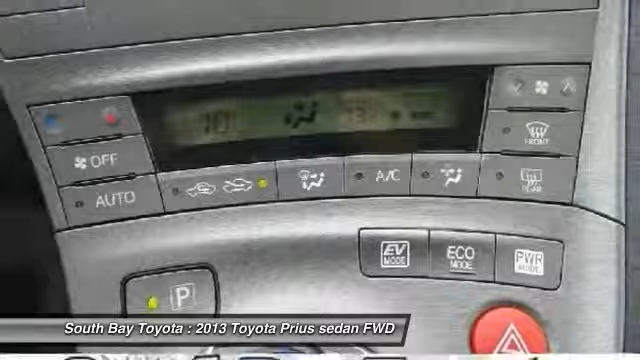 OFF
FRONT
AUTO
A/C
REAR
EV
MODE
ECO
MODE
PWR
MODE
P
South Bay Toyota : 2013 Toyota Prius sedan FWD